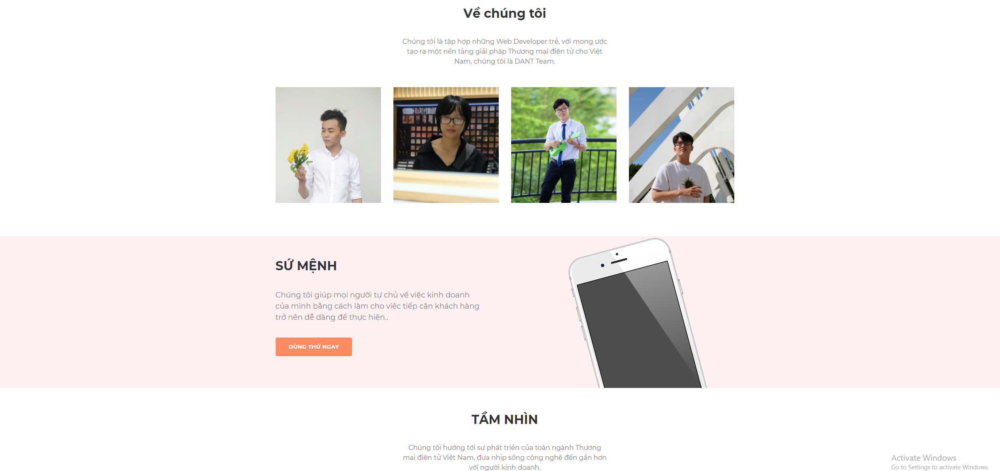 Về chúng tôi
Chúng tôi là tập hợp những Web Developer trẻ, với mong ước
tạo ra một nền tảng giải pháp Thương mại điện tử cho Việt
Nam, chúng tôi là DANT Team.
SỨ MỆNH
Chúng tôi giúp mọi người tự chủ về việc kinh doanh
của mình bằng cách làm cho việc tiếp cận khách hàng
trở nên dễ dàng để thực hiện..
DÙNG THỬ NGAY
TẦM NHÌN
Chúng tôi hướng tới sự phát triển của toàn ngành Thương
mại điện tử Việt Nam, đưa nhịp sống công nghệ đến gần hơn
với người kinh doanh.
Activate Windows
Go to Settings to activate Windows.